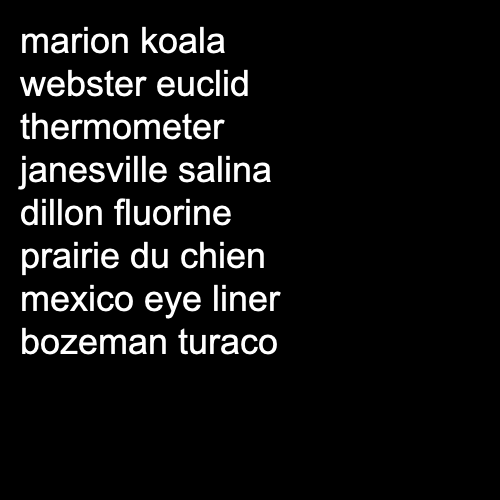 marion koala
webster euclid
thermometer
janesville salina
dillon fluorine
prairie du chien
mexico eye liner
bozeman turaco